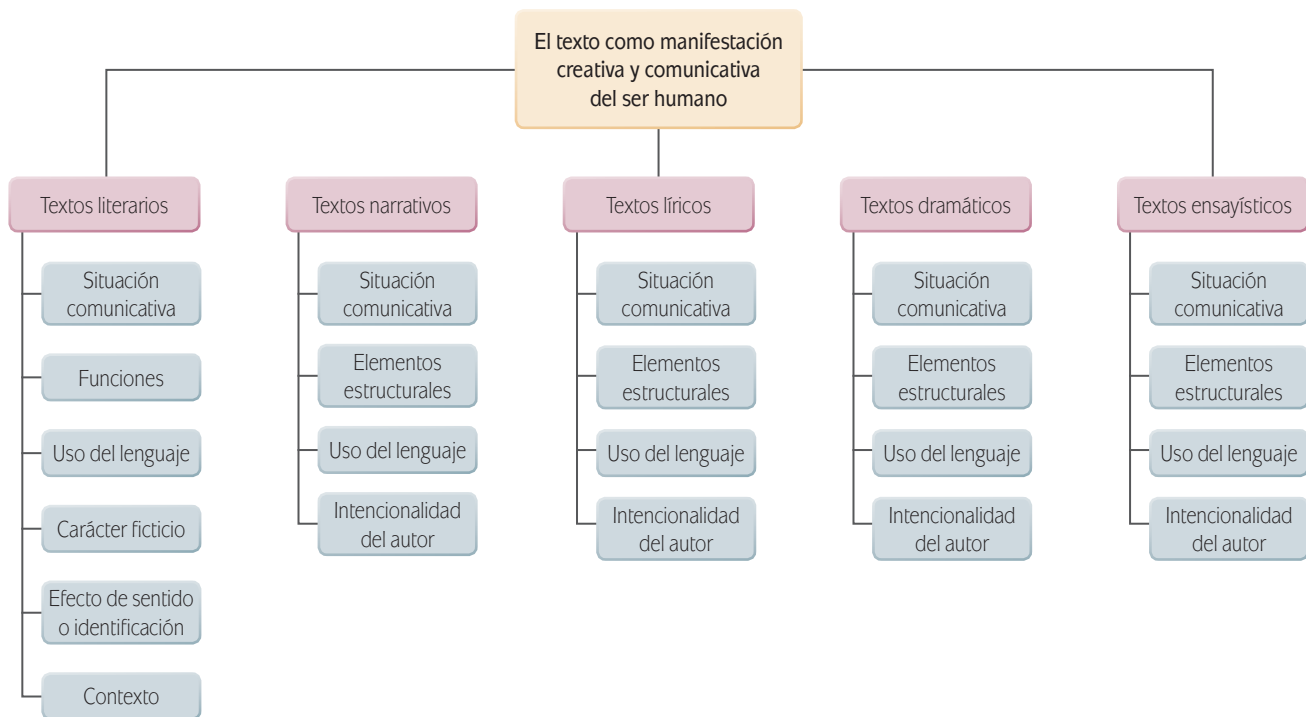 El texto como manifestación
creativa y comunicativa
del ser humano
Textos literarios
Situación
comunicativa
Funciones
Uso del lenguaje
Carácter ficticio
Efecto de sentido
o identificación
Contexto
Textos narrativos
Situación
comunicativa
Elementos
estructurales
Uso del lenguaje
Intencionalidad
del autor
Textos líricos
Situación
comunicativa
Elementos
estructurales
Uso del lenguaje
Intencionalidad
del autor
Textos dramáticos
Situación
comunicativa
Elementos
estructurales
Uso del lenguaje
Intencionalidad
del autor
Textos ensayísticos
Situación
comunicativa
Elementos
estructurales
Uso del lenguaje
Intencionalidad
del autor